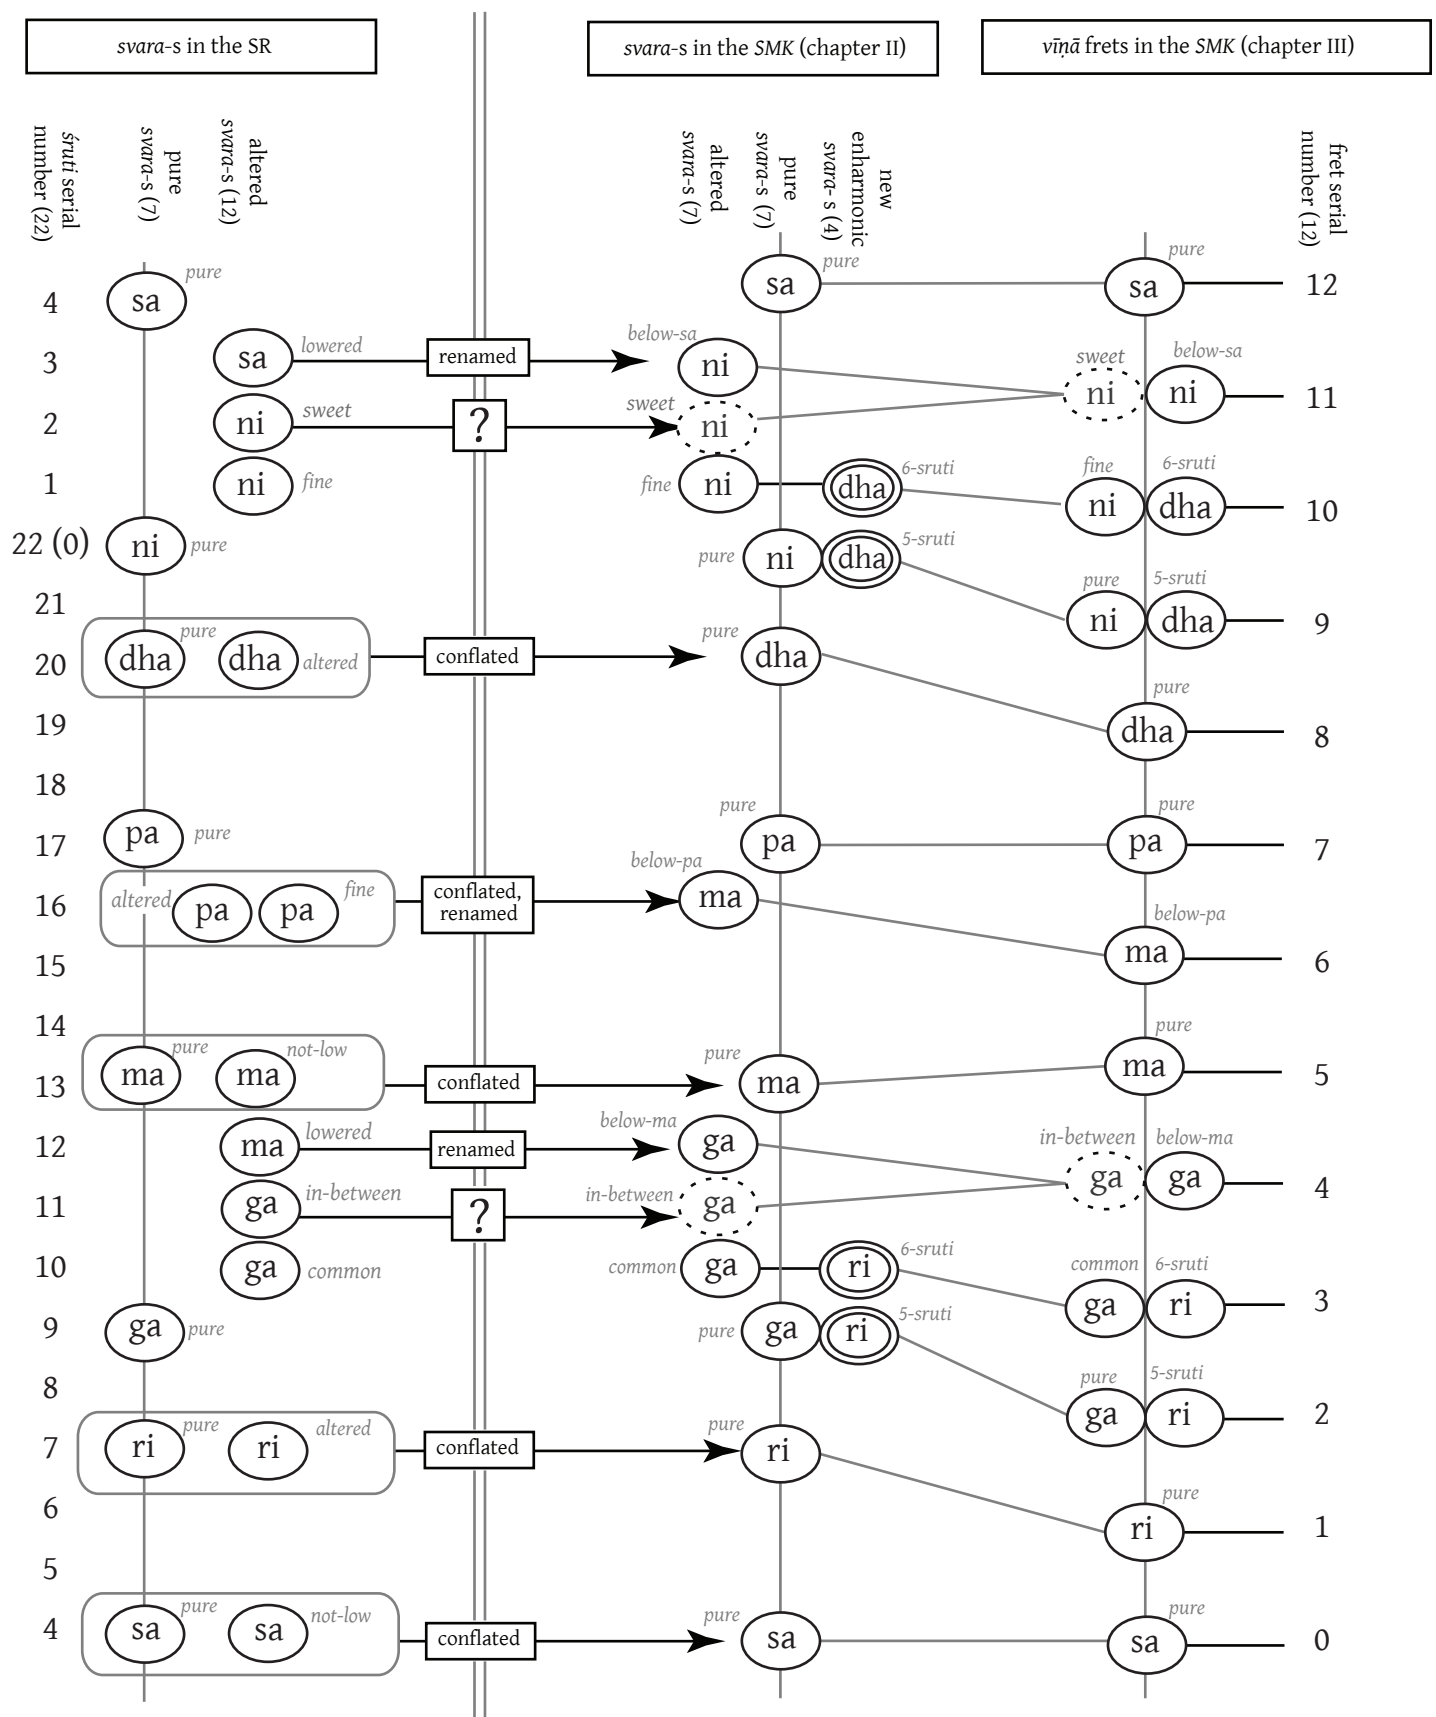 svara-s in the SR
svara-s in the SMK (chapter II)
vīṇā frets in the SMK (chapter III)
śruti serial
number (22)
pure
svara-s (7)
altered
svara-s (12)
altered
svara-s (7)
pure
svara-s (7)
new
enharmonic
svara- s (4)
fret serial
number (12)
4
sa
pure
sa
pure
sa
pure
12
3
sa
lowered
renamed
below-sa
ni
sweet
ni
below-sa
ni
11
2
ni
sweet
?
sweet
ni
1
ni
fine
fine
ni
dha
6-sruti
fine
ni
6-sruti
dha
10
22 (0)
ni
pure
pure
ni
dha
5-sruti
pure
ni
5-sruti
dha
9
21
20
dha
pure
dha
altered
conflated
pure
dha
pure
dha
8
19
18
17
pa
pure
pure
pa
pure
pa
7
16
altered
pa
pa
fine
conflated,
renamed
below-pa
ma
below-pa
ma
6
15
14
13
ma
pure
ma
not-low
conflated
pure
ma
pure
ma
5
12
ma
lowered
renamed
below-ma
ga
in-between
ga
below-ma
ga
4
11
ga
in-between
?
in-between
ga
10
ga
common
common
ga
ri
6-sruti
common
ga
6-sruti
ri
3
9
ga
pure
pure
ga
ri
5-sruti
pure
ga
5-sruti
ri
2
8
7
ri
pure
ri
altered
conflated
pure
ri
pure
ri
1
6
5
4
sa
pure
sa
not-low
conflated
pure
sa
pure
sa
0